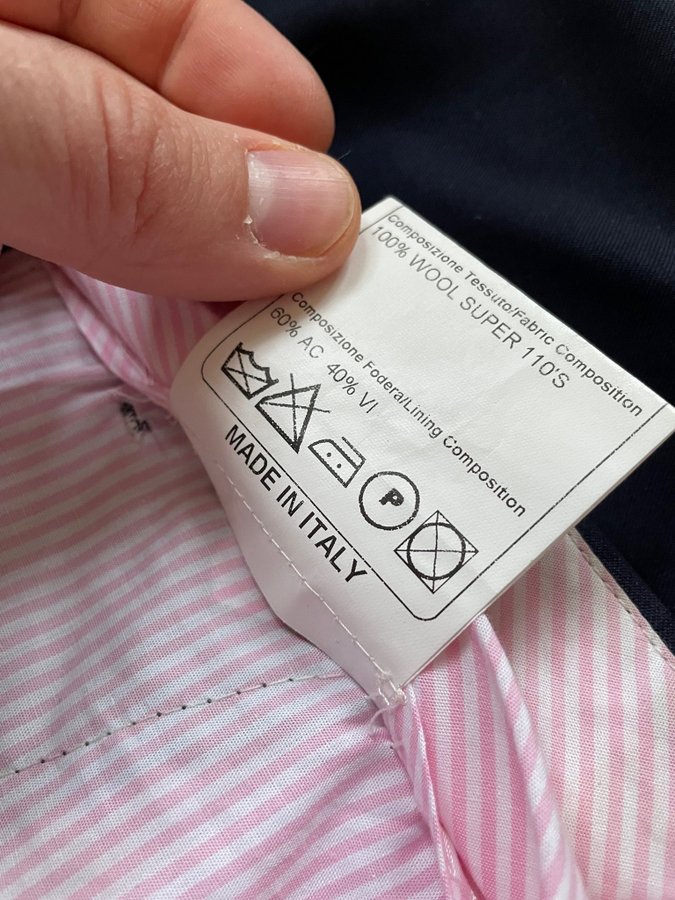 Composizione Tessuto/Fabric Composition
100% WOOL SUPER 110'S
Composizione Fodera/Lining Composition
60% AC 40% VI
P
MADE IN ITALY